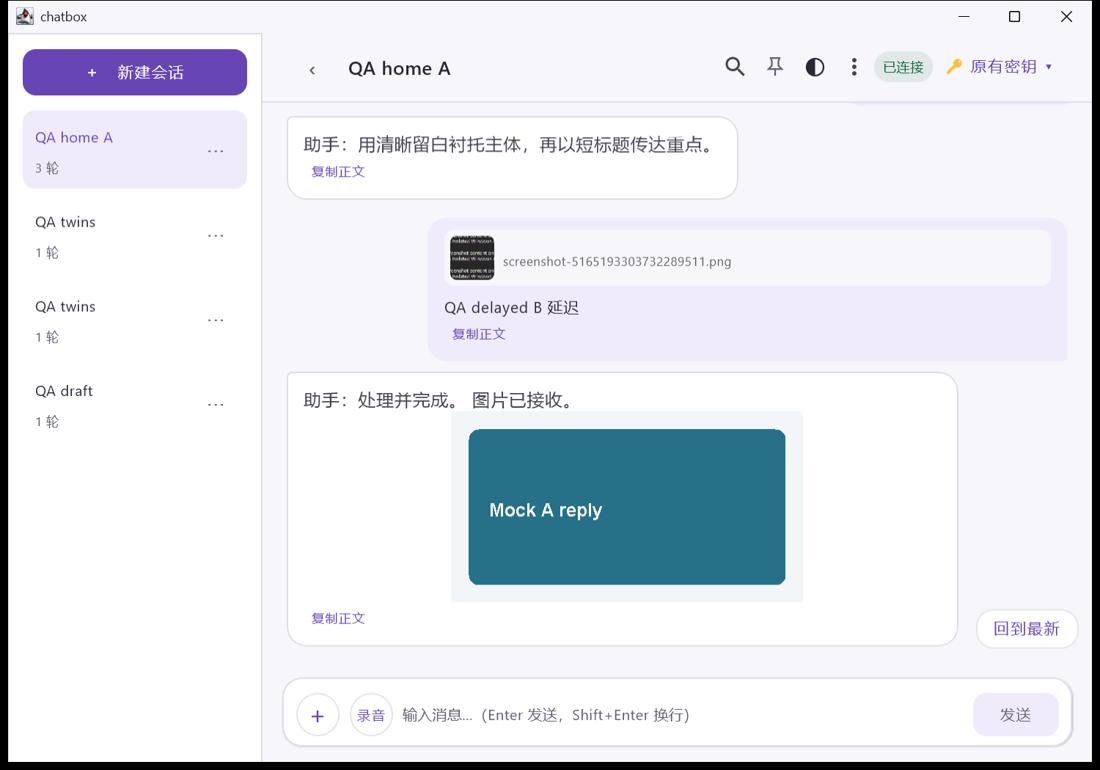 chatbox
+ 新建会话
QA home A
...
3 轮
QA twins
...
1 轮
QA twins
...
1 轮
QA draft
...
1 轮
QA home A
已连接
原有密钥
助手：用清晰留白衬托主体，再以短标题传达重点。
复制正文
screenshot-5165193303732289511.png
QA delayed B 延迟
复制正文
助手：处理并完成。 图片已接收。
Mock A reply
复制正文
回到最新
+
录音
输入消息... (Enter 发送，Shift+Enter 换行)
发送